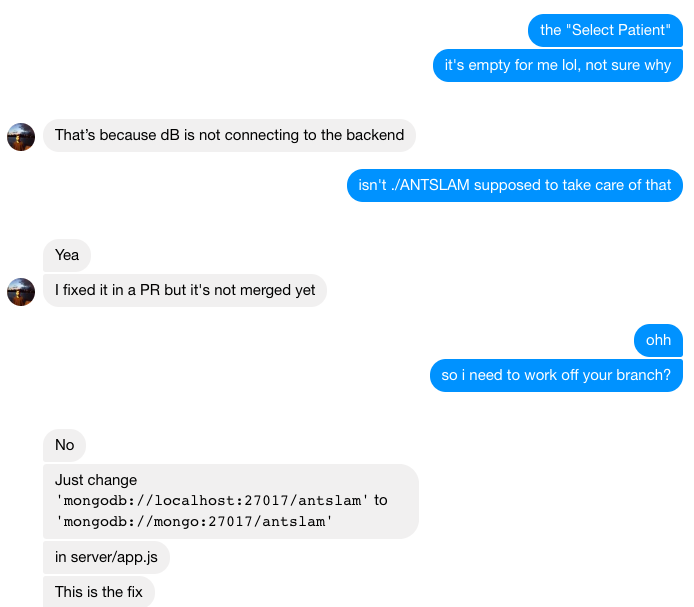 the "Select Patient"
it's empty for me lol, not sure why
That’s because dB is not connecting to the backend
isn't ./ANTSLAM supposed to take care of that
Yea
I fixed it in a PR but it's not merged yet
ohh
so i need to work off your branch?
No
Just change
'mongodb://localhost:27017/antslam' to
'mongodb://mongo:27017/antslam'
in server/app.js
This is the fix